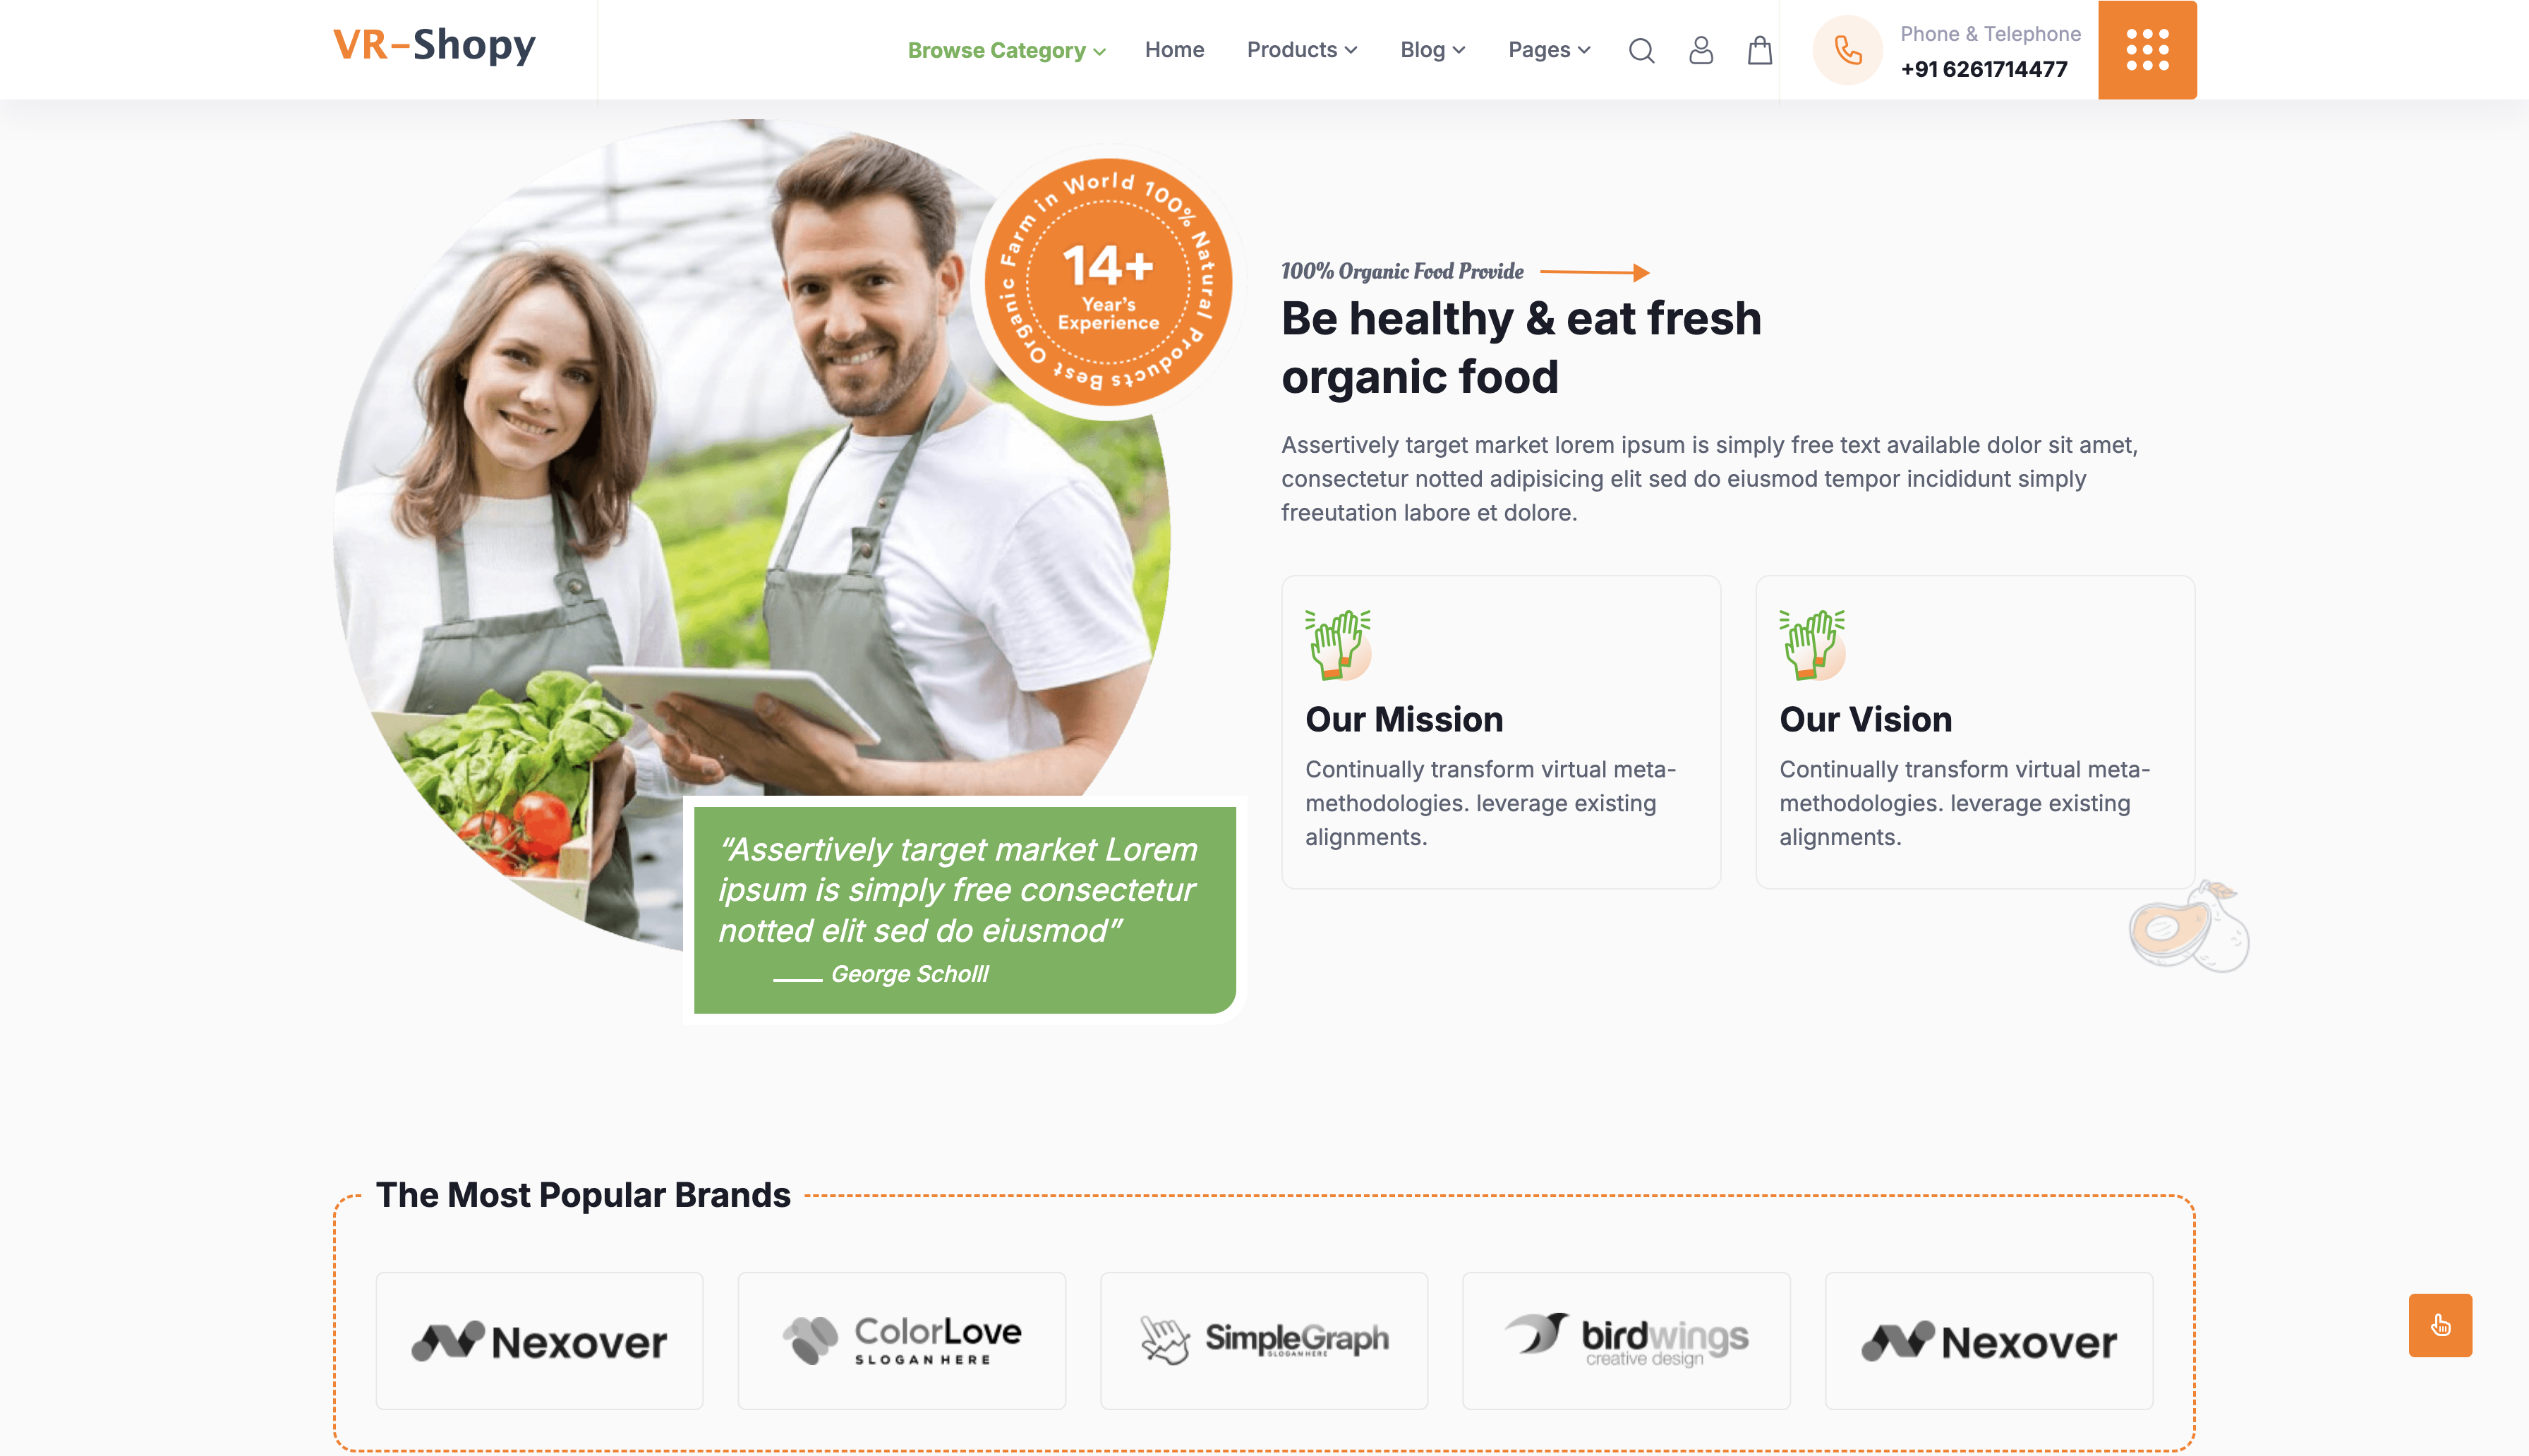 VR-Shopy
Browse Category
Home
Products
Blog
Pages
Phone & Telephone
+91 6261714477
Best Organic Farm in World 100% Natural Products
14+
Year's
Experience
100% Organic Food Provide
Be healthy & eat fresh
organic food
Assertively target market lorem ipsum is simply free text available dolor sit amet,
consectetur notted adipisicing elit sed do eiusmod tempor incididunt simply
freeutation labore et dolore.
Our Mission
Continually transform virtual meta-
methodologies. leverage existing
alignments.
Our Vision
Continually transform virtual meta-
methodologies. leverage existing
alignments.
“Assertively target market Lorem
ipsum is simply free consectetur
notted elit sed do eiusmod”
George Scholll
The Most Popular Brands
Nexover
ColorLove
SLOGAN HERE
SimpleGraph
SLOGAN HERE
birdwings
creative design
Nexover